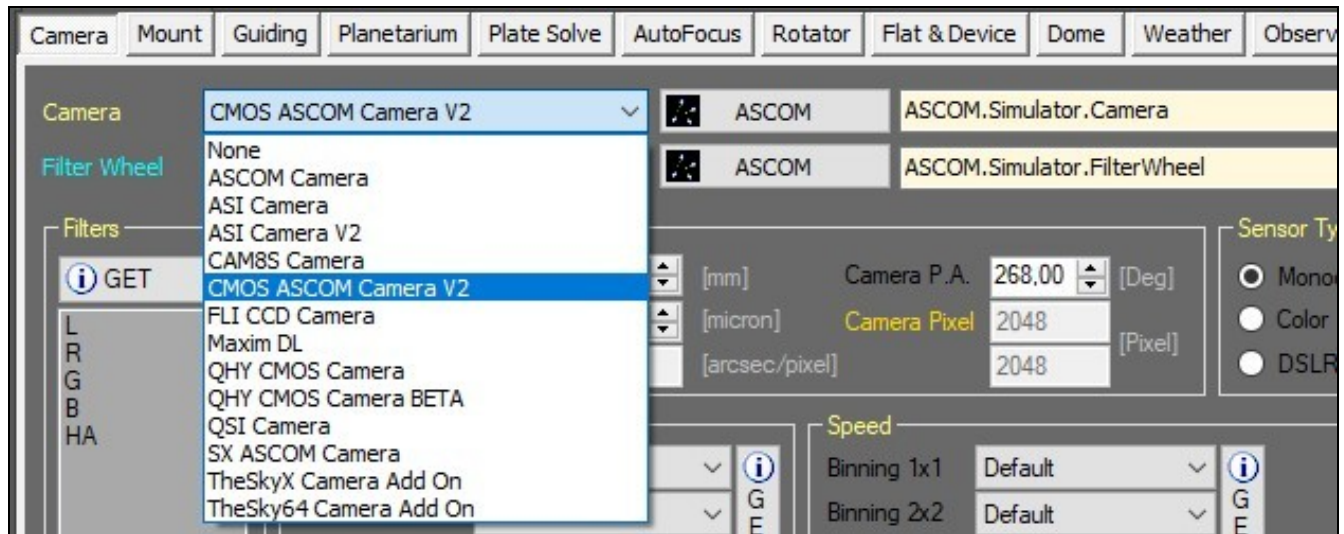 Camera Mount Guiding Planetarium Plate Solve AutoFocus Rotator Flat & Device Dome Weather Observ
Camera CMOS ASCOM Camera V2 ASCOM ASCOM.Simulator.Camera
Filter Wheel ASCOM ASCOM.Simulator.FilterWheel
None
ASCOM Camera
ASI Camera
ASI Camera V2
CAM8S Camera
CMOS ASCOM Camera V2
FLI CCD Camera
Maxim DL
QHY CMOS Camera
QHY CMOS Camera BETA
QSI Camera
SX ASCOM Camera
TheSkyX Camera Add On
TheSky64 Camera Add On
Filters
i GET
L
R
G
B
HA
[mm] Camera P.A. 268,00 [Deg]
[micron] Camera Pixel 2048
[Pixel]
[arcsec/pixel] 2048
Sensor Ty
Mono
Color
DSLR
i
G
E
Speed
Binning 1x1 Default
Binning 2x2 Default
i
G
E